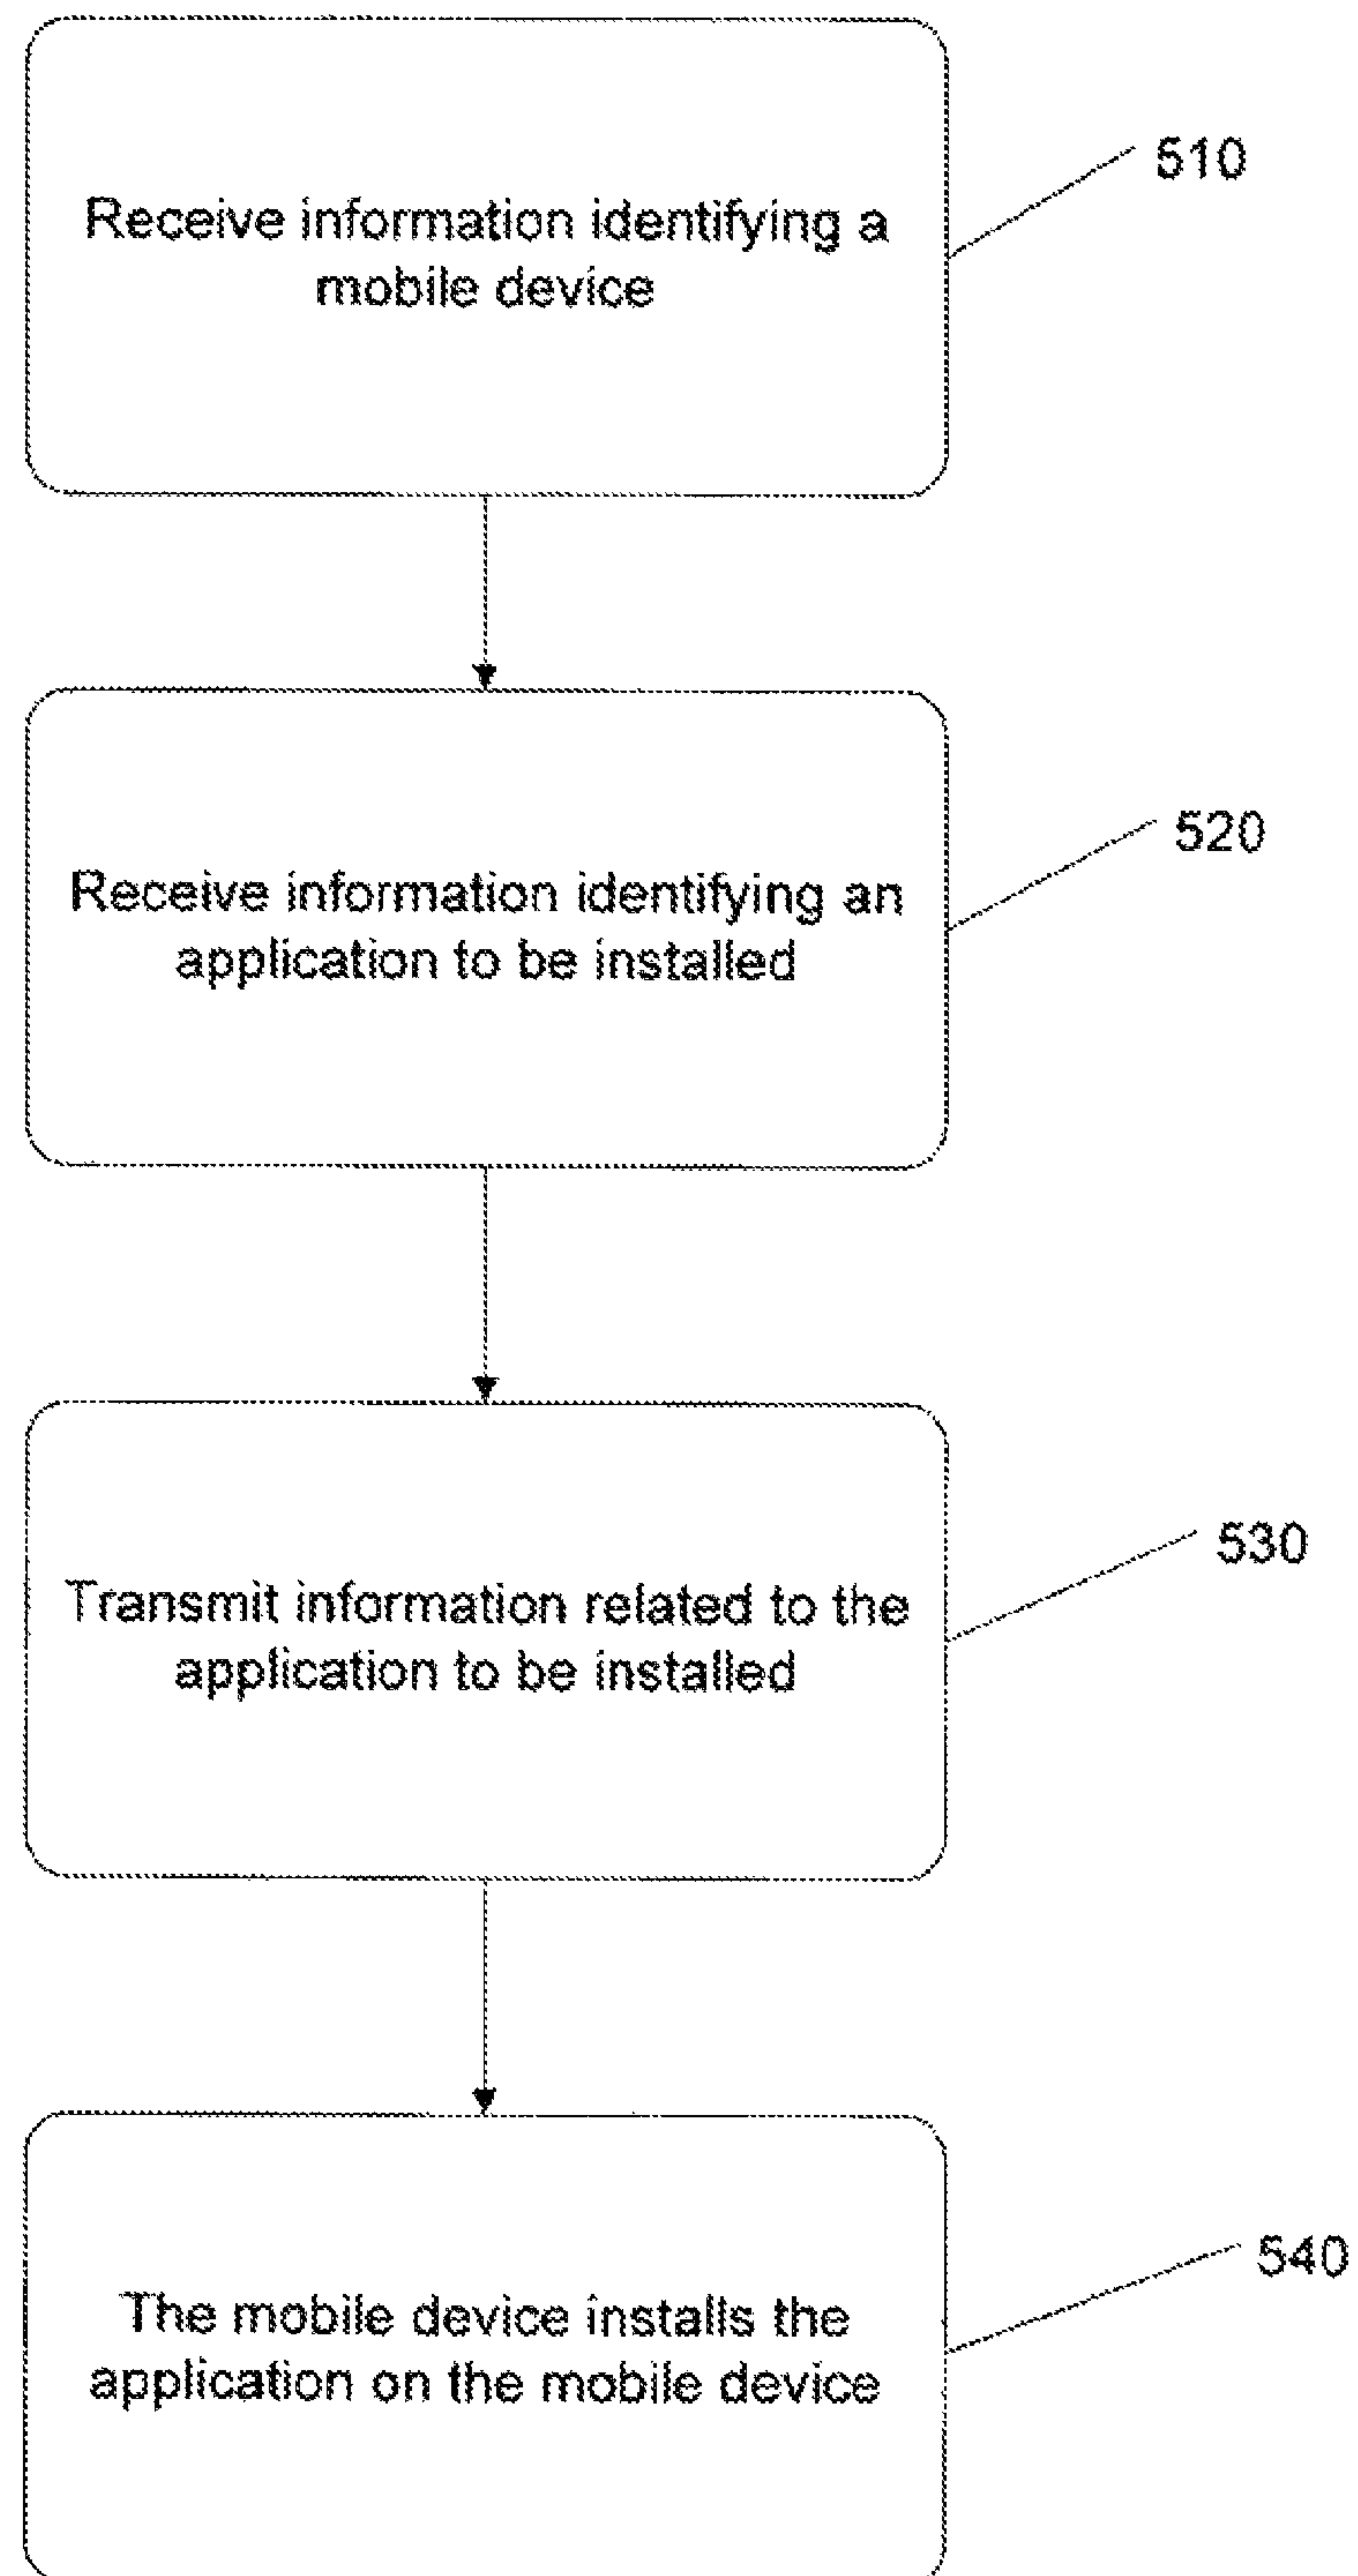 510
Receive information identifying a
mobile device
520
Receive information identifying an
application to be installed
530
Transmit information related to the
application to be installed
540
The mobile device installs the
application on the mobile device